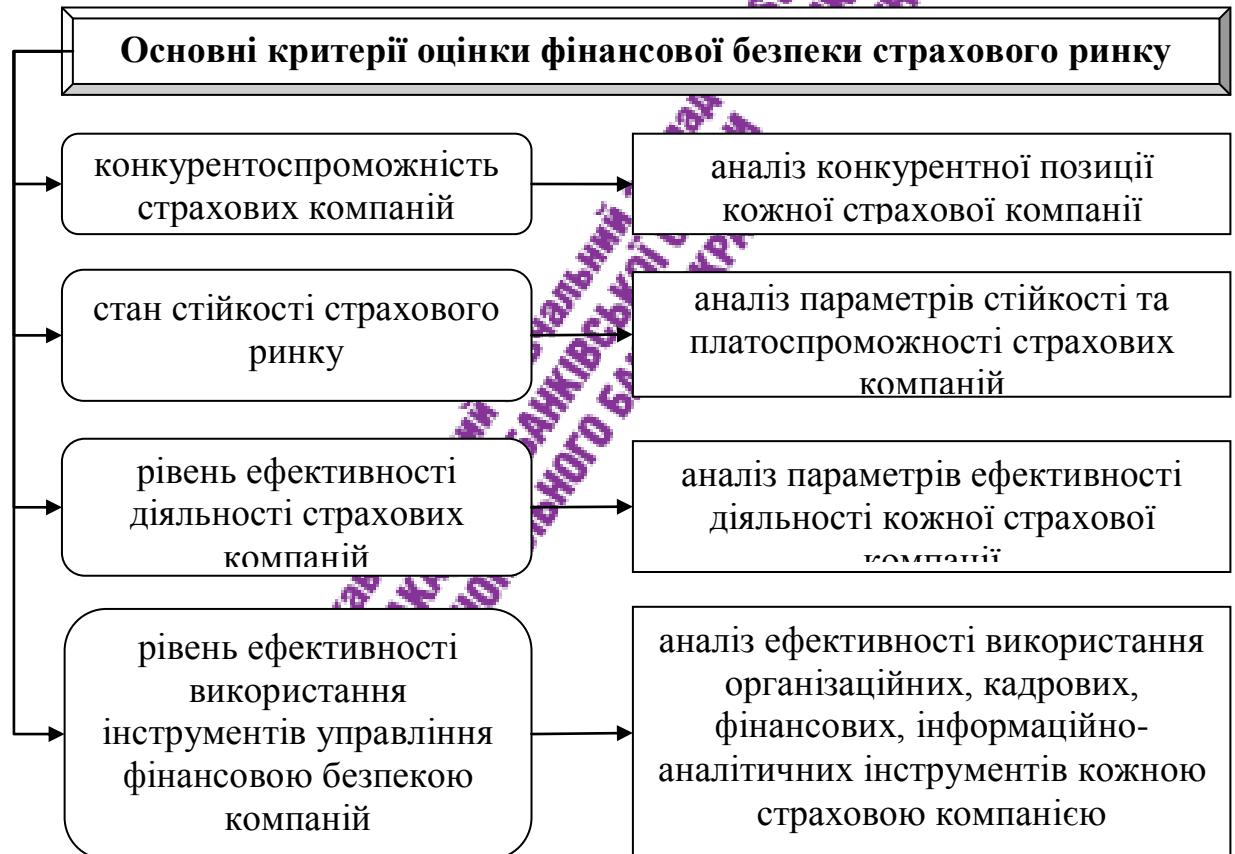 Основні критерії оцінки фінансової безпеки страхового ринку
конкурентоспроможність
страхових компаній
аналіз конкурентної позиції
кожної страхової компанії
стан стійкості страхового
ринку
аналіз параметрів стійкості та
платоспроможності страхових
компаній
рівень ефективності
діяльності страхових
компаній
аналіз параметрів ефективності
діяльності кожної страхової
компанії
рівень ефективності
використання
інструментів управління
фінансовою безпекою
компаній
аналіз ефективності використання
організаційних, кадрових,
фінансових, інформаційно-
аналітичних інструментів кожною
страховою компанією